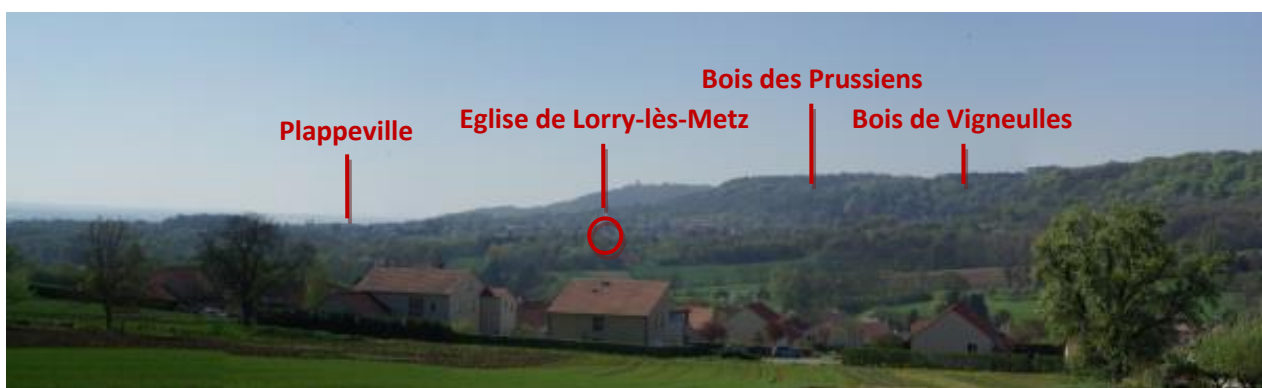 Bois des Prussiens
Plappeville
Eglise de Lorry-lès-Metz
Bois de Vigneulles